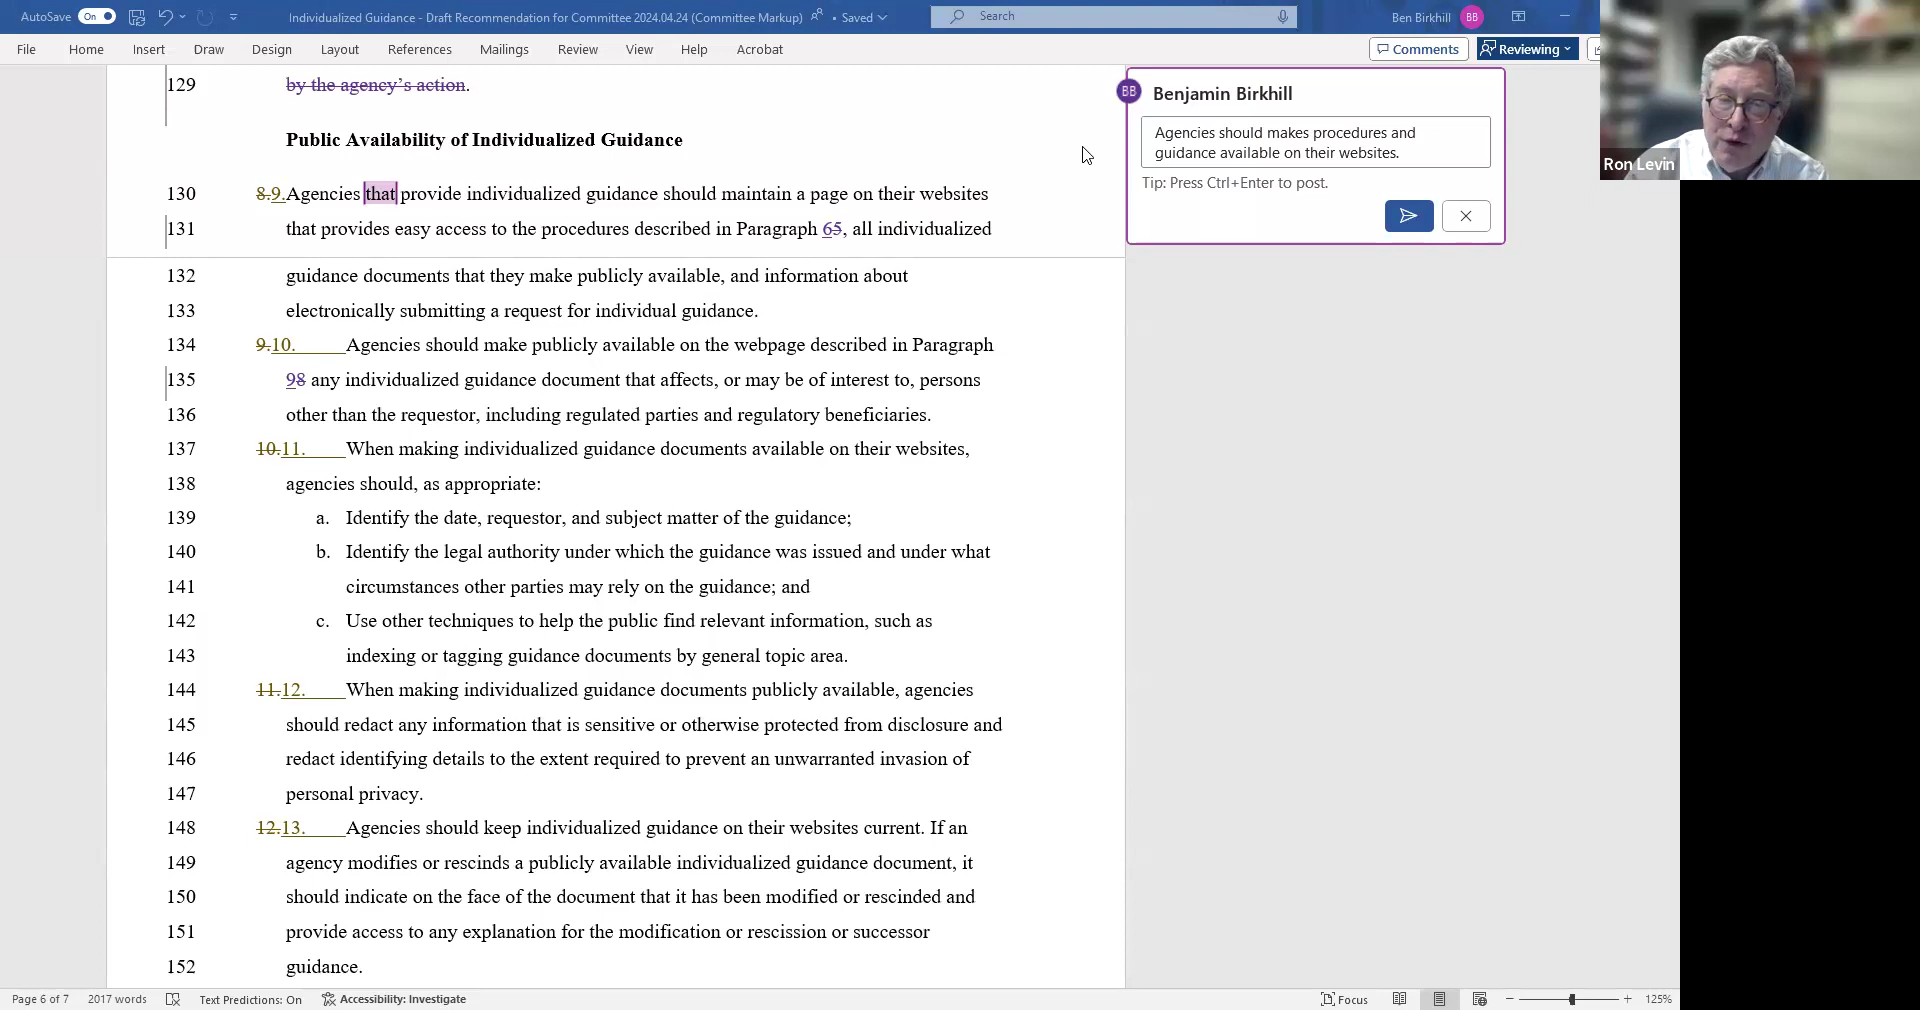 AutoSave On Individualized Guidance - Draft Recommendation for Committee 2024.04.24 (Committee Markup) • Saved Search Ben Birkhill BB
File Home Insert Draw Design Layout References Mailings Review View Help Acrobat Comments Reviewing
129 by the agency’s action.
Public Availability of Individualized Guidance
130 8.9.Agencies that provide individualized guidance should maintain a page on their websites
131 that provides easy access to the procedures described in Paragraph 65, all individualized
132 guidance documents that they make publicly available, and information about
133 electronically submitting a request for individual guidance.
134 9.10. Agencies should make publicly available on the webpage described in Paragraph
135 98 any individualized guidance document that affects, or may be of interest to, persons
136 other than the requestor, including regulated parties and regulatory beneficiaries.
137 10.11. When making individualized guidance documents available on their websites,
138 agencies should, as appropriate:
139 a. Identify the date, requestor, and subject matter of the guidance;
140 b. Identify the legal authority under which the guidance was issued and under what
141 circumstances other parties may rely on the guidance; and
142 c. Use other techniques to help the public find relevant information, such as
143 indexing or tagging guidance documents by general topic area.
144 11.12. When making individualized guidance documents publicly available, agencies
145 should redact any information that is sensitive or otherwise protected from disclosure and
146 redact identifying details to the extent required to prevent an unwarranted invasion of
147 personal privacy.
148 12.13. Agencies should keep individualized guidance on their websites current. If an
149 agency modifies or rescinds a publicly available individualized guidance document, it
150 should indicate on the face of the document that it has been modified or rescinded and
151 provide access to any explanation for the modification or rescission or successor
152 guidance.
BB Benjamin Birkhill
Agencies should makes procedures and
guidance available on their websites.
Tip: Press Ctrl+Enter to post.
Ron Levin
Page 6 of 7 2017 words Text Predictions: On Accessibility: Investigate Focus 125%